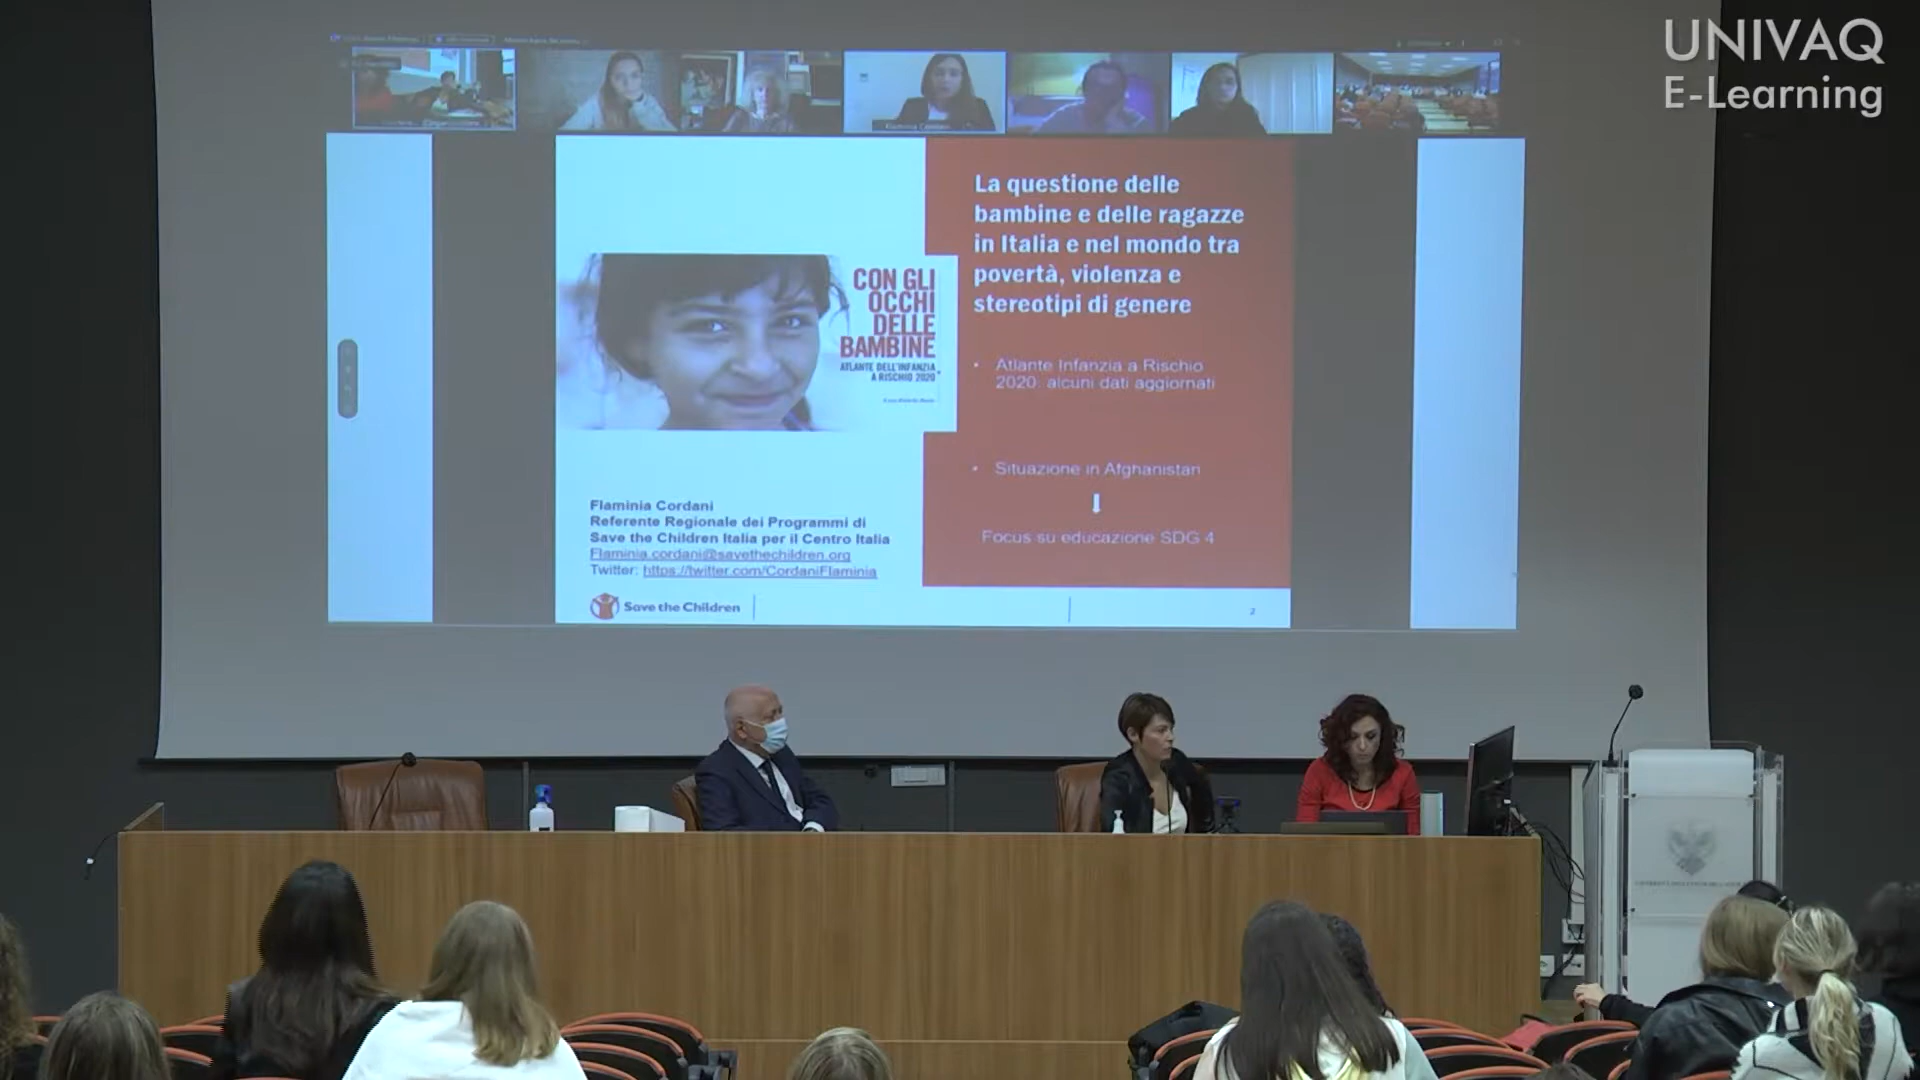 UNIVAQ
E-Learning
La questione delle
bambine e delle ragazze
in Italia e nel mondo tra
povertà, violenza e
stereotipi di genere
CON GLI
OCCHI
DELLE
BAMBINE
ATLANTE DELL'INFANZIA
A RISCHIO 2020
• Atlante Infanzia a Rischio
2020: alcuni dati aggiornati
• Situazione in Afghanistan
Focus su educazione SDG 4
Flaminia Cordani
Referente Regionale dei Programmi di
Save the Children Italia per il Centro Italia
Flaminia.cordani@savethechildren.org
Twitter: https://twitter.com/CordaniFlaminia
Save the Children
2